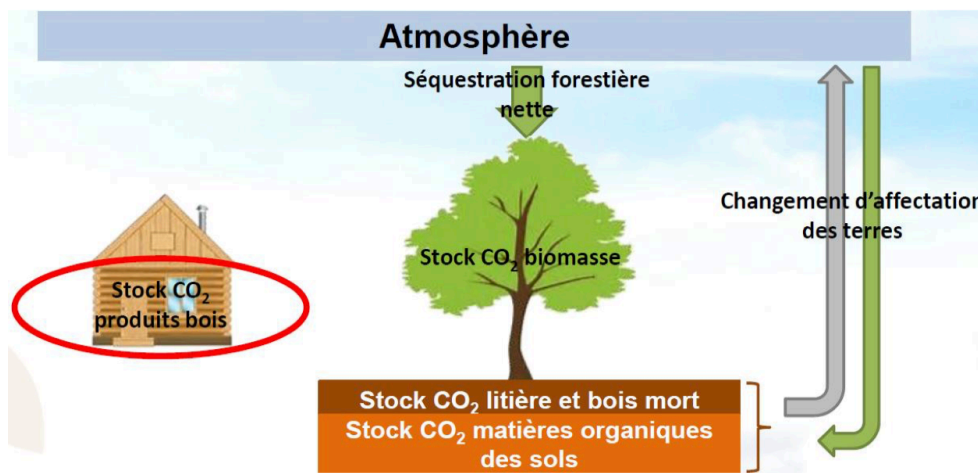 Atmosphère
Séquestration forestière
nette
Changement d'affectation
des terres
Stock CO₂ biomasse
Stock CO₂
produits bois
Stock CO₂ litière et bois mort
Stock CO₂ matières organiques
des sols